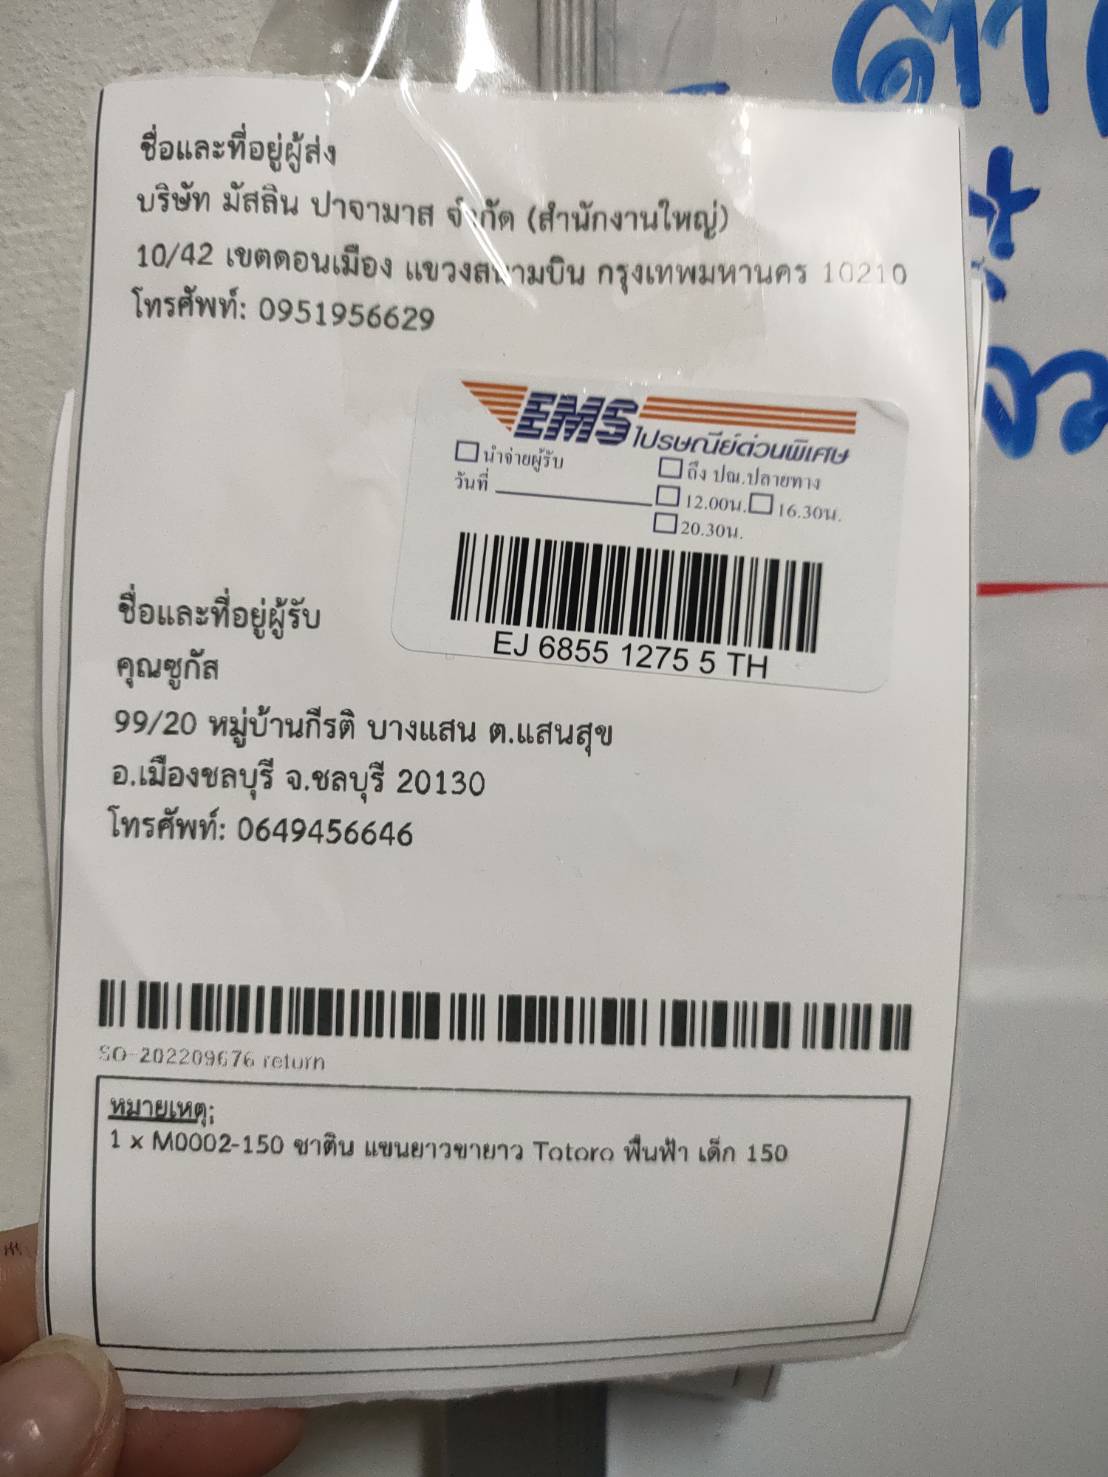 ชื่อและที่อยู่ผู้ส่ง
บริษัท มัสลิน ปาจามาส จำกัด (สำนักงานใหญ่)
10/42 เขตดอนเมือง แขวงสนามบิน กรุงเทพมหานคร 10210
โทรศัพท์: 0951956629
EMS ไปรษณีย์ด่วนพิเศษ
นำจ่ายผู้รับ
ถึง ปณ.ปลายทาง
วันที่
12.00น. 16.30น.
20.30น.
EJ 6855 1275 5 TH
ชื่อและที่อยู่ผู้รับ
คุณซูกัส
99/20 หมู่บ้านกีรติ บางแสน ต.แสนสุข
อ.เมืองชลบุรี จ.ชลบุรี 20130
โทรศัพท์: 0649456646
SO-202209676 return
หมายเหตุ:
1 x M0002-150 ซาติน แขนยาวขายาว Totoro พื้นฟ้า เด็ก 150